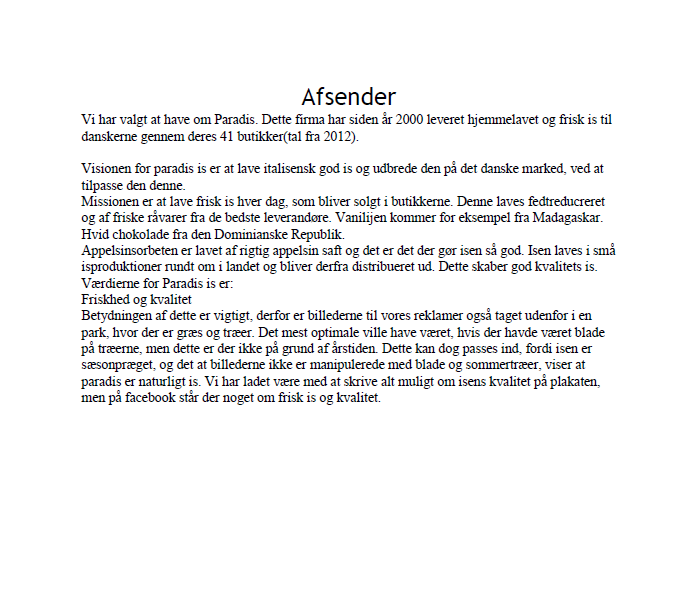 Afsender
Vi har valgt at have om Paradis. Dette firma har siden år 2000 leveret hjemmelavet og frisk is til
danskerne gennem deres 41 butikker(tal fra 2012).
Visionen for paradis is er at lave italisensk god is og udbrede den på det danske marked, ved at
tilpasse den denne.
Missionen er at lave frisk is hver dag, som bliver solgt i butikkerne. Denne laves fedtreducreret
og af friske råvarer fra de bedste leverandøre. Vanilijen kommer for eksempel fra Madagaskar.
Hvid chokolade fra den Dominianske Republik.
Appelsinsorbeten er lavet af rigtig appelsin saft og det er det der gør isen så god. Isen laves i små
isproduktioner rundt om i landet og bliver derfra distribueret ud. Dette skaber god kvalitets is.
Værdierne for Paradis is er:
Friskhed og kvalitet
Betydningen af dette er vigtigt, derfor er billederne til vores reklamer også taget udenfor i en
park, hvor der er græs og træer. Det mest optimale ville have været, hvis der havde været blade
på træerne, men dette er der ikke på grund af årstiden. Dette kan dog passes ind, fordi isen er
sæsonpræget, og det at billederne ikke er manipulerede med blade og sommertræer, viser at
paradis er naturligt is. Vi har ladet være med at skrive alt muligt om isens kvalitet på plakaten,
men på facebook står der noget om frisk is og kvalitet.